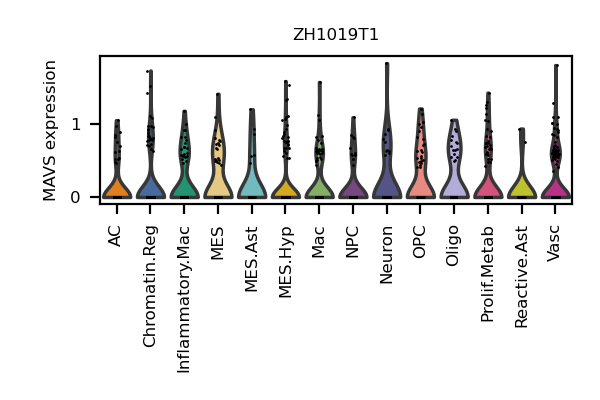 ZH1019T1
MAVS expression
1
0
AC
Chromatin.Reg
Inflammatory.Mac
MES
MES.Ast
MES.Hyp
Mac
NPC
Neuron
OPC
Oligo
Prolif.Metab
Reactive.Ast
Vasc